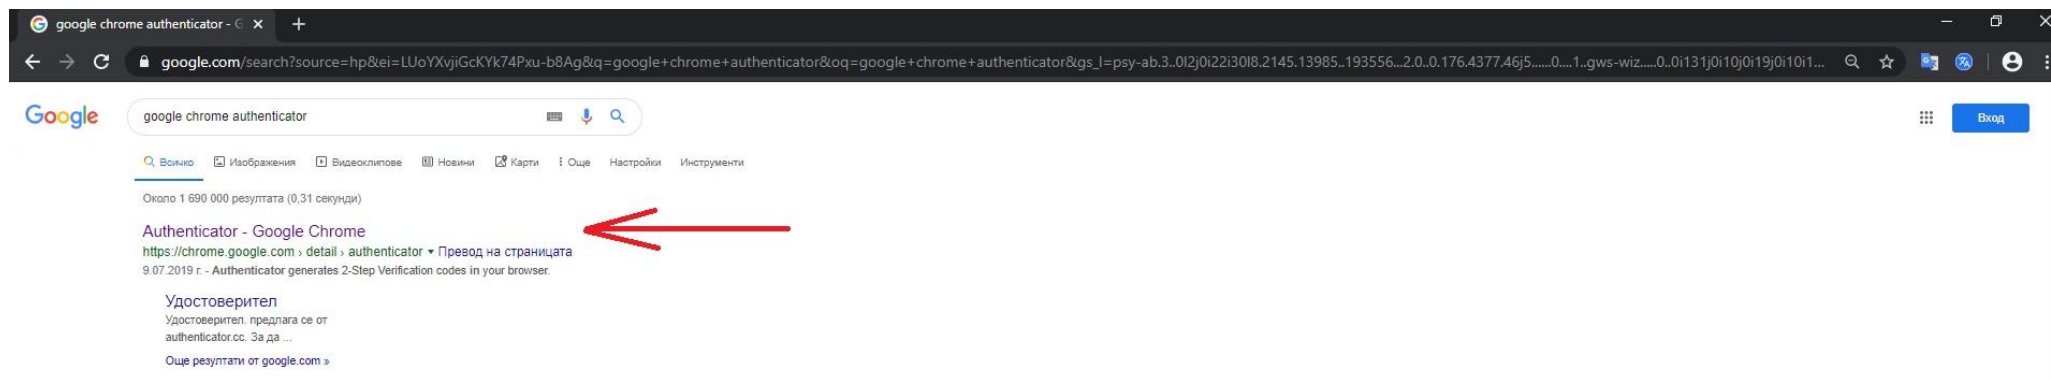 google chrome authenticator - G
google.com/search?source=hp&ei=LUoYXvjiGcKYk74Pxu-b8Ag&q=google+chrome+authenticator&oq=google+chrome+authenticator&gs_l=psy-ab.3..0l2j0i22i30l8.2145.13985..193556...2.0..0.176.4377.46j5......0....1..gws-wiz.....0..0i131j0i10j0i19j0i10i1...
Google
google chrome authenticator
Вход
Всичко Изображения Видеоклипове Новини Карти Още Настройки Инструменти
Около 1 690 000 резултата (0,31 секунди)
Authenticator - Google Chrome
https://chrome.google.com › detail › authenticator ▾ Превод на страницата
9.07.2019 г. - Authenticator generates 2-Step Verification codes in your browser.
Удостоверител
Удостоверител. предлага се от
authenticator.cc. За да ...
Още резултати от google.com »